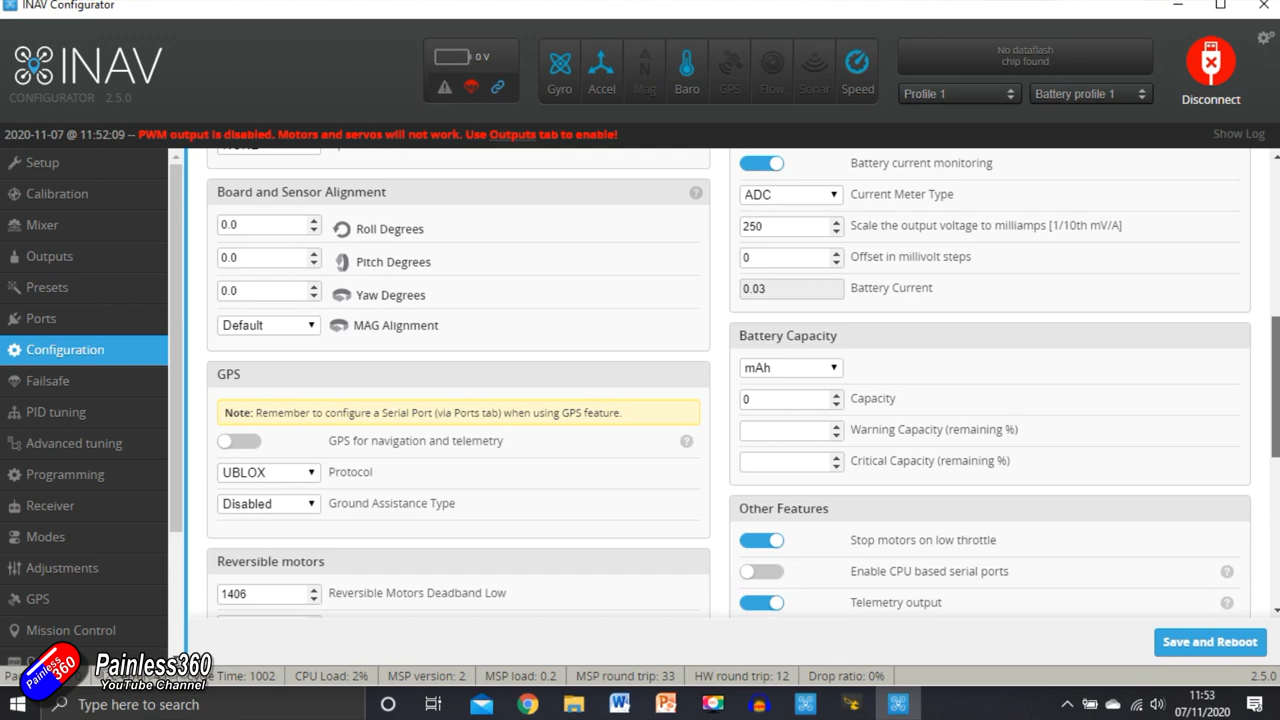 INAV Configurator
INAV
CONFIGURATOR 2.5.0
0 V
Gyro
Accel
Mag
Baro
GPS
Flow
Sonar
Speed
No dataflash
chip found
Profile 1
Battery profile 1
Disconnect
2020-11-07 @ 11:52:09 -- PWM output is disabled. Motors and servos will not work. Use Outputs tab to enable!
Show Log
Setup
Calibration
Mixer
Outputs
Presets
Ports
Configuration
Failsafe
PID tuning
Advanced tuning
Programming
Receiver
Modes
Adjustments
GPS
Mission Control
Board and Sensor Alignment
0.0 Roll Degrees
0.0 Pitch Degrees
0.0 Yaw Degrees
Default MAG Alignment
GPS
Note: Remember to configure a Serial Port (via Ports tab) when using GPS feature.
GPS for navigation and telemetry
UBLOX Protocol
Disabled Ground Assistance Type
Reversible motors
1406 Reversible Motors Deadband Low
Battery current monitoring
ADC Current Meter Type
250 Scale the output voltage to milliamps [1/10th mV/A]
0 Offset in millivolt steps
0.03 Battery Current
Battery Capacity
mAh
0 Capacity
Warning Capacity (remaining %)
Critical Capacity (remaining %)
Other Features
Stop motors on low throttle
Enable CPU based serial ports
Telemetry output
Save and Reboot
Painless360
Painless360
YouTube Channel
Time: 1002
CPU Load: 2%
MSP version: 2
MSP load: 0.2
MSP round trip: 33
HW round trip: 12
Drop ratio: 0%
2.5.0
Type here to search
11:53
07/11/2020